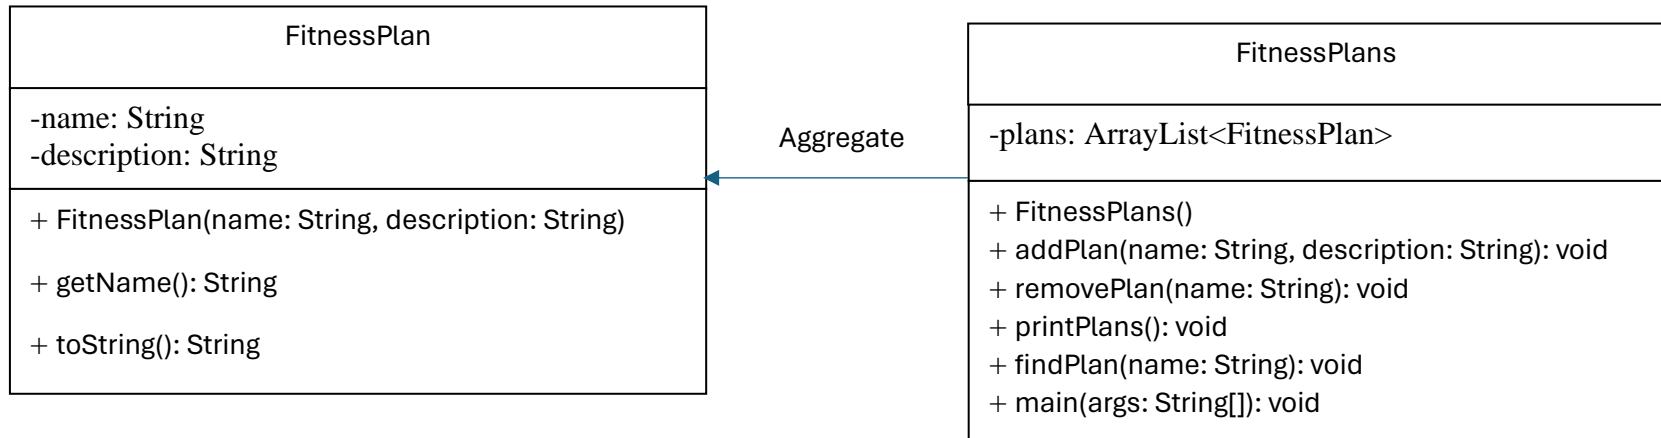 FitnessPlan
-name: String
-description: String
+ FitnessPlan(name: String, description: String)
+ getName(): String
+ toString(): String
Aggregate
FitnessPlans
-plans: ArrayList<FitnessPlan>
+ FitnessPlans()
+ addPlan(name: String, description: String): void
+ removePlan(name: String): void
+ printPlans(): void
+ findPlan(name: String): void
+ main(args: String[]): void